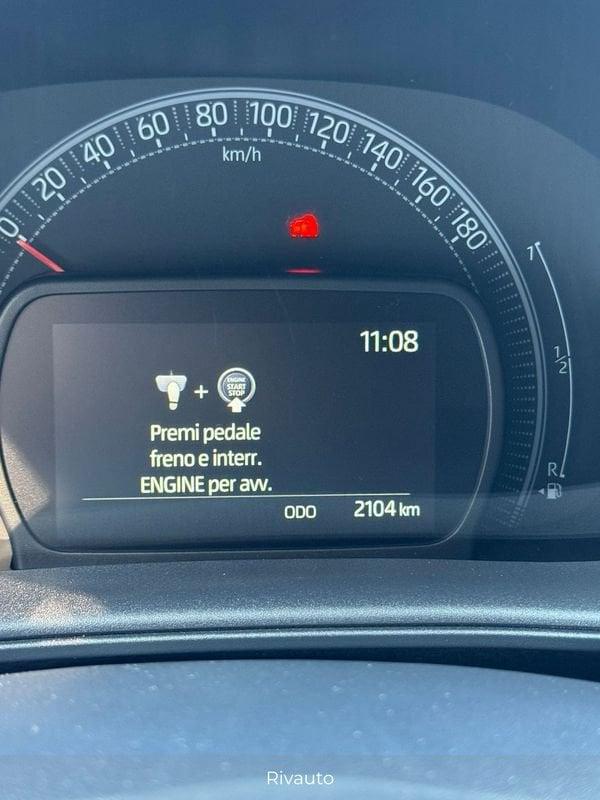 0 20 40 60 80 100 120 140 160 180
km/h
1
1/2
R
11:08
ENGINE
START
STOP
+
Premi pedale
freno e interr.
ENGINE per avv.
ODO 2104 km
Rivauto